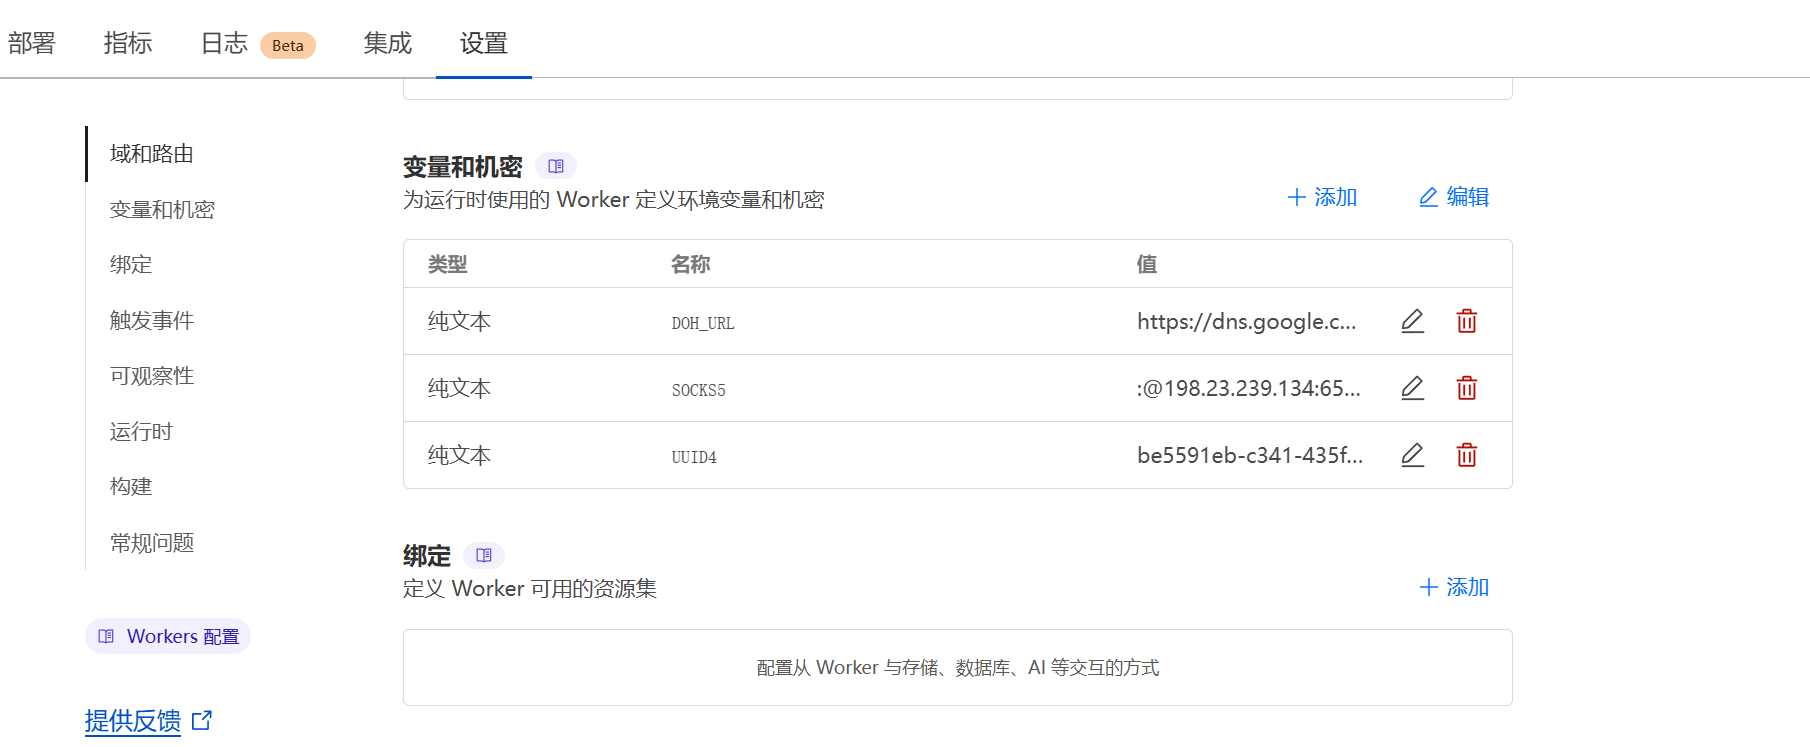 部署 指标 日志 Beta 集成 设置
域和路由
变量和机密
绑定
触发事件
可观察性
运行时
构建
常规问题
Workers 配置
提供反馈
变量和机密
为运行时使用的 Worker 定义环境变量和机密
添加 编辑
类型 名称 值
纯文本 DOH_URL https://dns.google.c...
纯文本 SOCKS5 :@198.23.239.134:65...
纯文本 UUID4 be5591eb-c341-435f...
绑定
定义 Worker 可用的资源集
添加
配置从 Worker 与存储、数据库、AI 等交互的方式